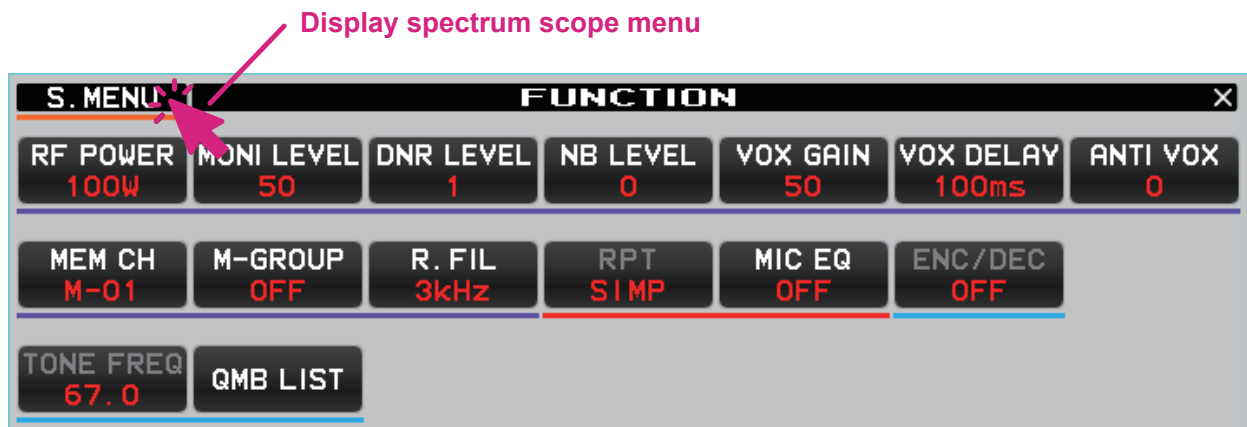 Display spectrum scope menu
S.MENU FUNCTION X
RF POWER MONI LEVEL DNR LEVEL NB LEVEL VOX GAIN VOX DELAY ANTI VOX
100W 50 1 0 50 100ms 0
MEM CH M-GROUP R.FIL RPT MIC EQ ENC/DEC
M-01 OFF 3kHz SIMP OFF OFF
TONE FREQ QMB LIST
67.0